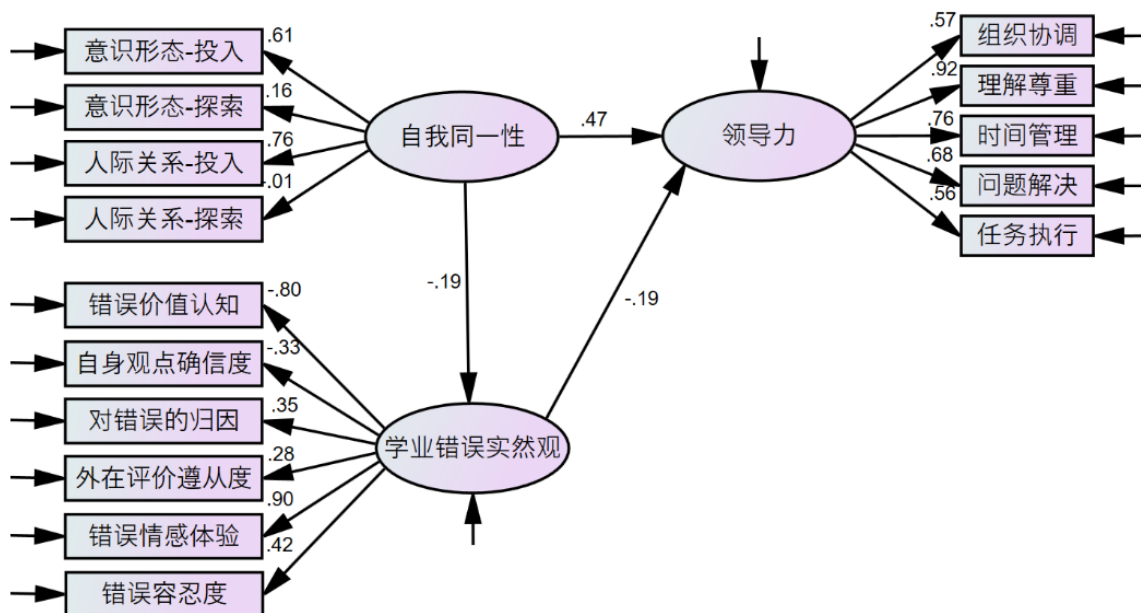 意识形态-投入
.61
意识形态-探索
.16
人际关系-投入
.76
人际关系-探索
-.01
自我同一性
.47
领导力
.57
组织协调
.92
理解尊重
.76
时间管理
.68
问题解决
.56
任务执行
-.19
-.19
错误价值认知
-.80
自身观点确信度
-.33
对错误的归因
.35
外在评价遵从度
.28
错误情感体验
.90
错误容忍度
.42
学业错误实然观